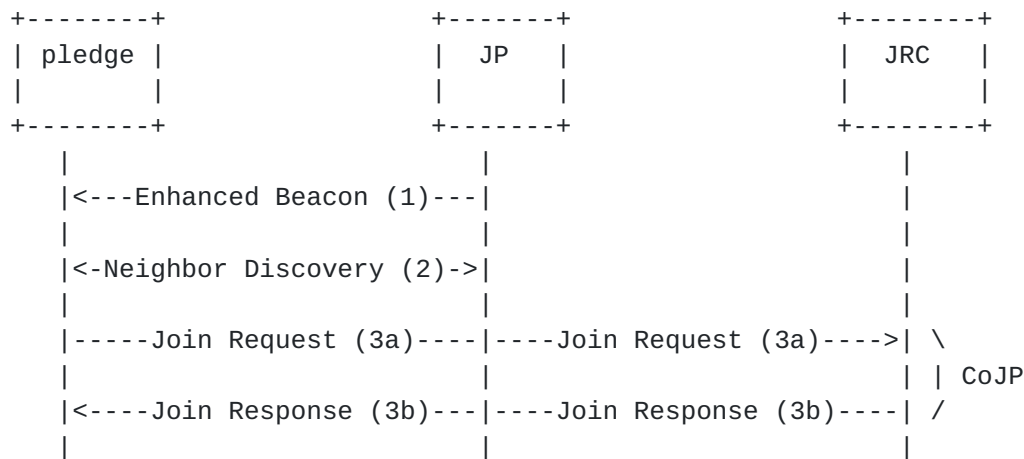 pledge JP JRC
<---Enhanced Beacon (1)---
<-Neighbor Discovery (2)->
-----Join Request (3a)----|----Join Request (3a)---->| \
| CoJP
<----Join Response (3b)---|----Join Response (3b)----| /